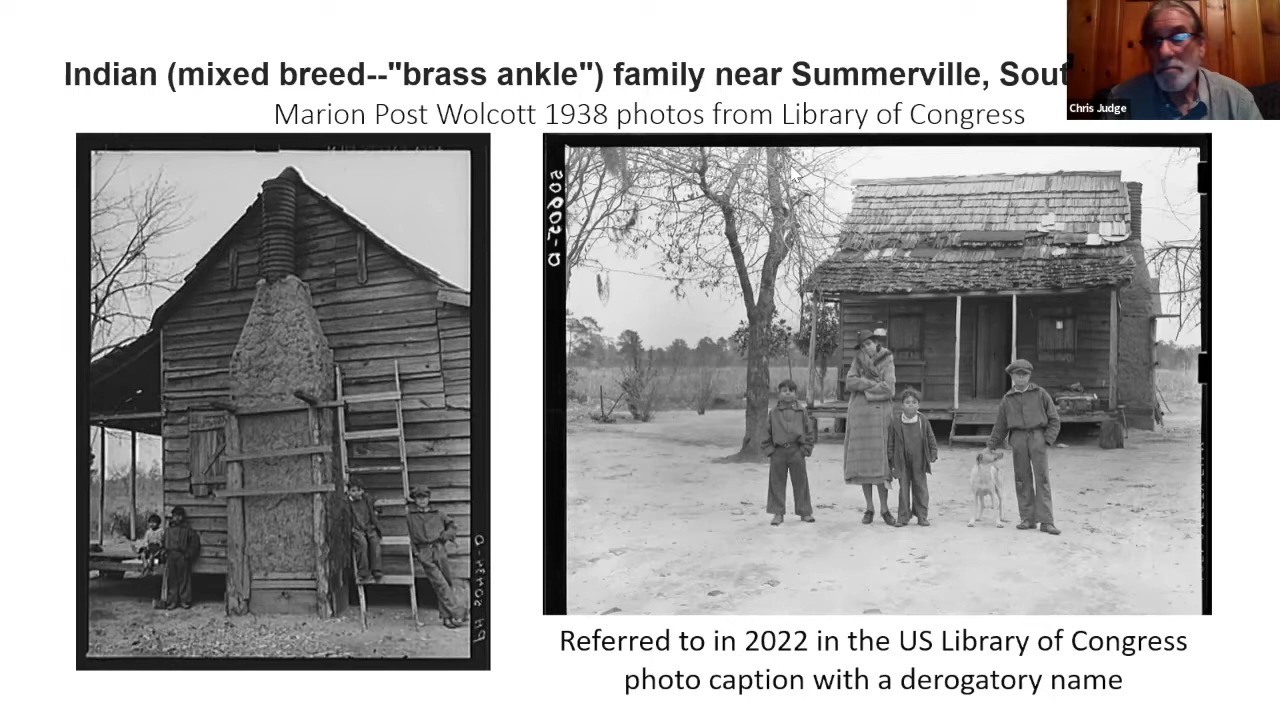 Indian (mixed breed--"brass ankle") family near Summerville, Sout
Marion Post Wolcott 1938 photos from Library of Congress
Chris Judge
Referred to in 2022 in the US Library of Congress
photo caption with a derogatory name